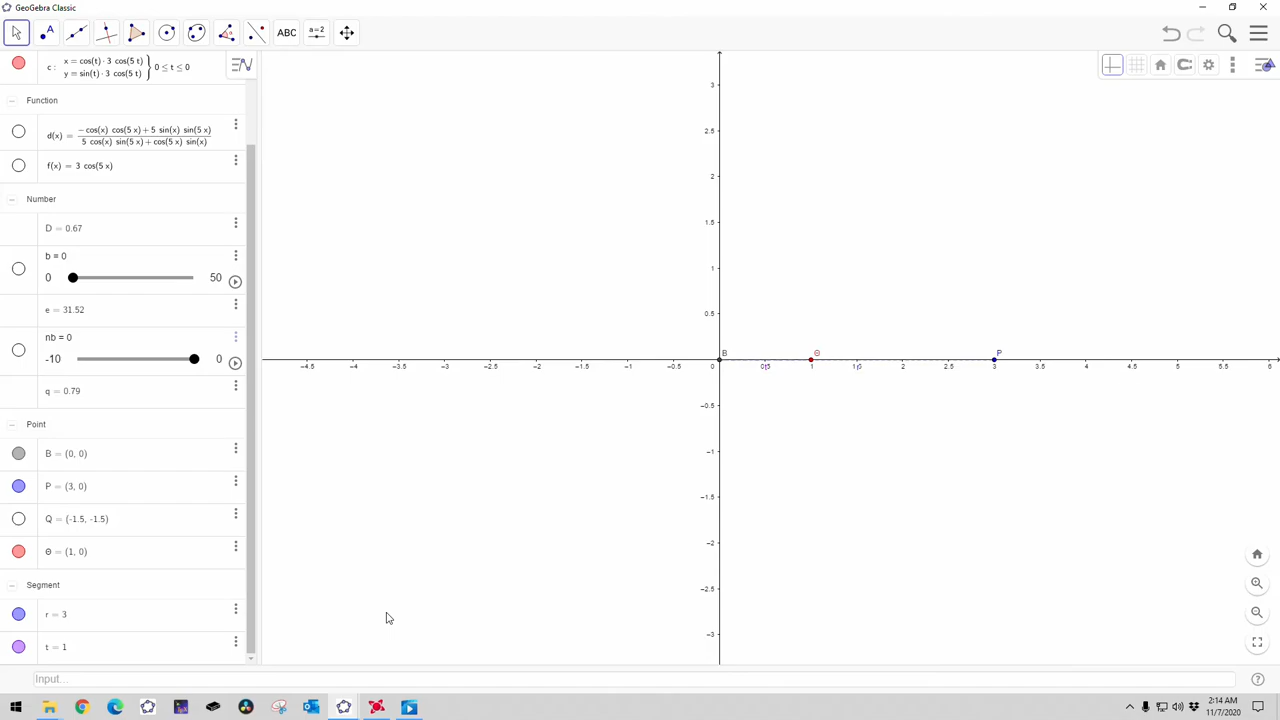 GeoGebra Classic
A
ABC
a=2
c: x = cos(t) · 3 cos(5 t)
y = sin(t) · 3 cos(5 t) } 0 ≤ t ≤ 0
Function
d(x) = − cos(x) cos(5 x) + 5 sin(x) sin(5 x)
5 cos(x) sin(5 x) + cos(5 x) sin(x)
f(x) = 3 cos(5 x)
Number
D = 0.67
b = 0
0 50
e = 31.52
nb = 0
-10 0
q = 0.79
Point
B = (0, 0)
P = (3, 0)
Q = (-1.5, -1.5)
Θ = (1, 0)
Segment
r = 3
t = 1
3
2.5
2
1.5
1
0.5
B Θ P
-4.5 -4 -3.5 -3 -2.5 -2 -1.5 -1 -0.5 0 1 2 2.5 3 3.5 4 4.5 5 5.5 6
-0.5
-1
-1.5
-2
-2.5
-3
Input...
2:14 AM
11/7/2020